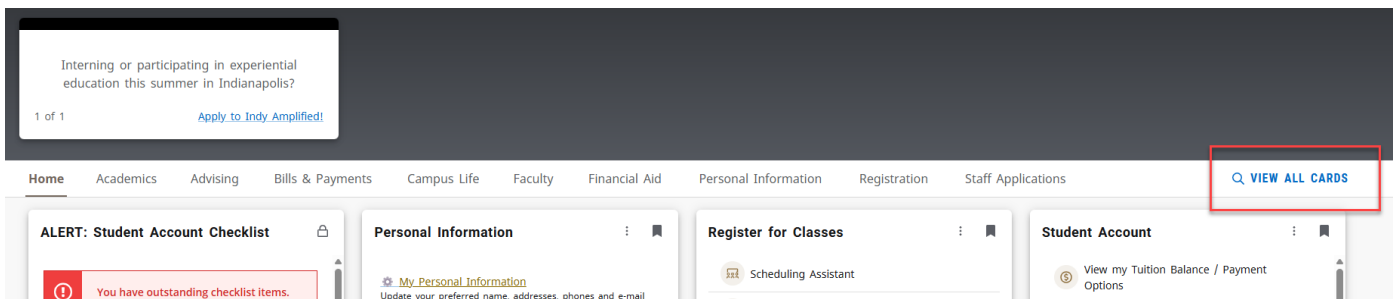 Interning or participating in experiential
education this summer in Indianapolis?
1 of 1
Apply to Indy Amplified!
Home
Academics
Advising
Bills & Payments
Campus Life
Faculty
Financial Aid
Personal Information
Registration
Staff Applications
VIEW ALL CARDS
ALERT: Student Account Checklist
You have outstanding checklist items.
Personal Information
My Personal Information
Update your preferred name, addresses, phones and e-mail
Register for Classes
Scheduling Assistant
Student Account
View my Tuition Balance / Payment
Options